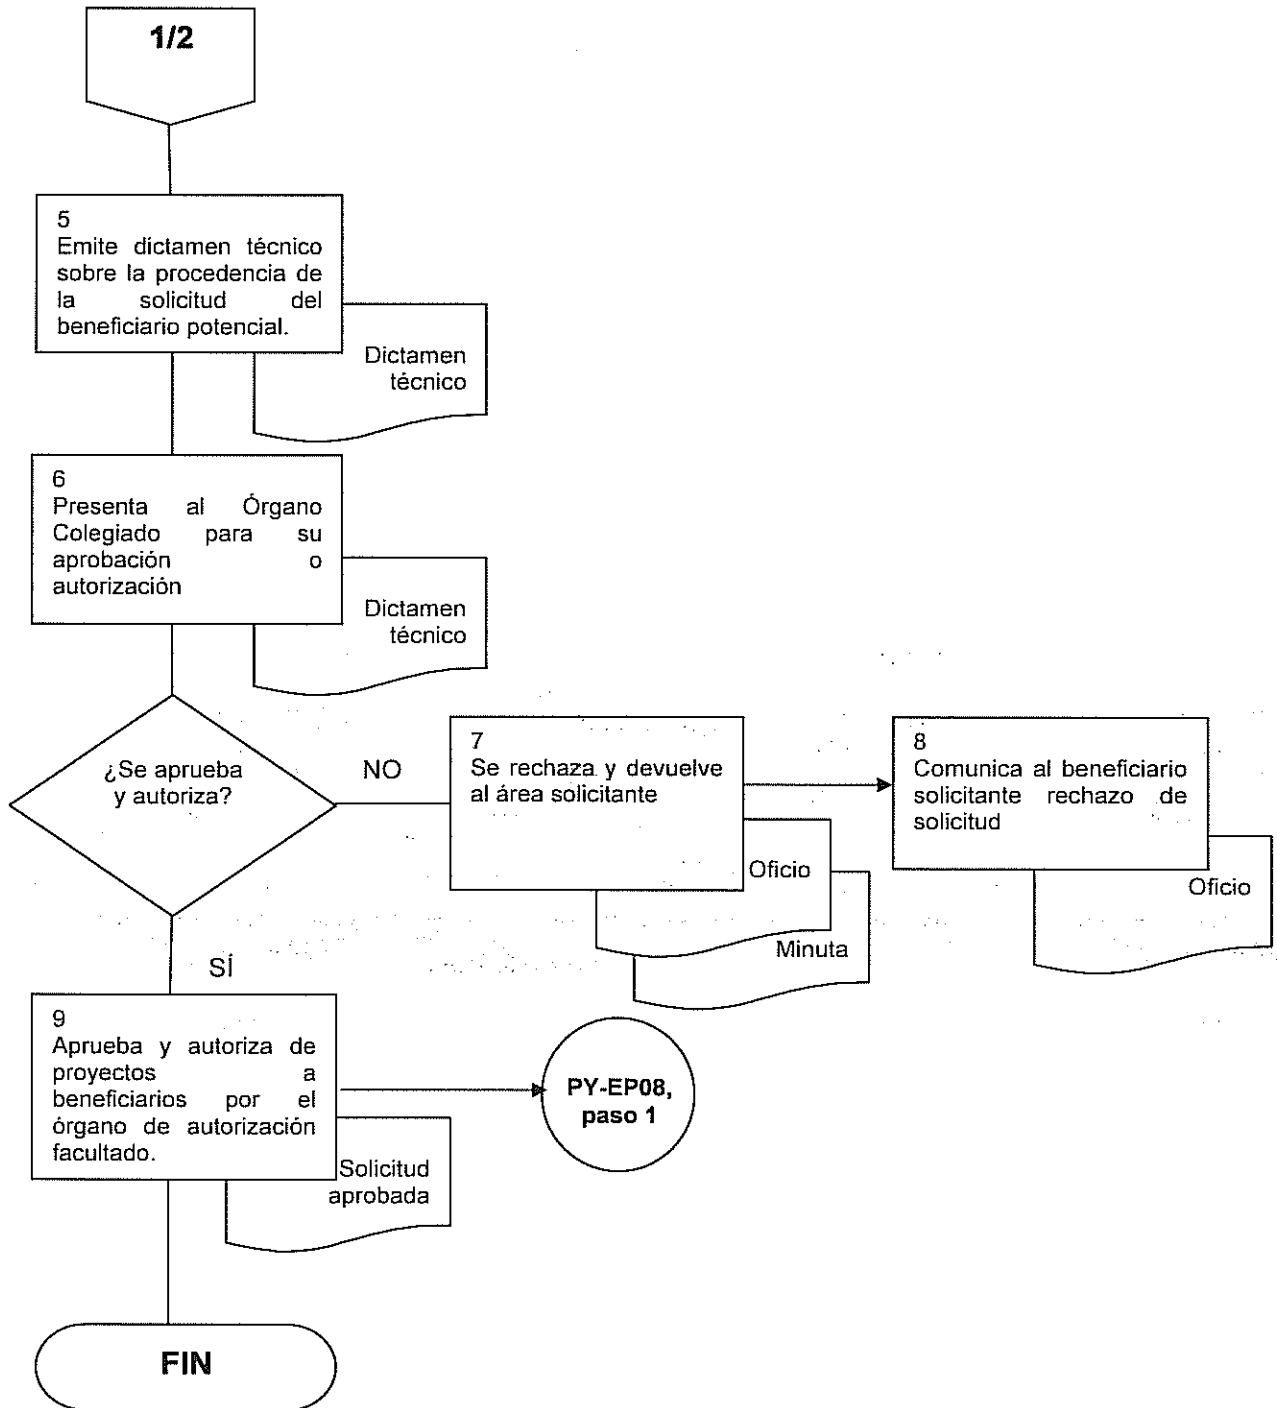 1/2
5
Emite dictamen técnico
sobre la procedencia de
la solicitud del
beneficiario potencial.
Dictamen
técnico
6
Presenta al Órgano
Colegiado para su
aprobación o
autorización
Dictamen
técnico
¿Se aprueba
y autoriza?
NO
7
Se rechaza y devuelve
al área solicitante
Oficio
Minuta
8
Comunica al beneficiario
solicitante rechazo de
solicitud
Oficio
SÍ
9
Aprueba y autoriza de
proyectos a
beneficiarios por el
órgano de autorización
facultado.
Solicitud
aprobada
PY-EP08,
paso 1
FIN